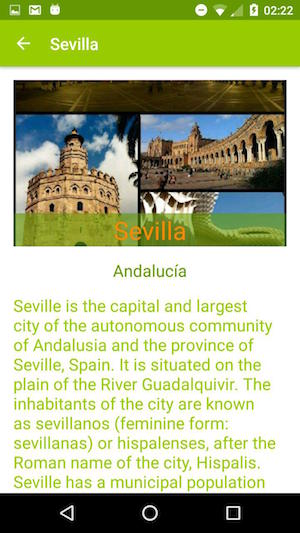 02:22
Sevilla
Sevilla
Andalucía
Seville is the capital and largest
city of the autonomous community
of Andalusia and the province of
Seville, Spain. It is situated on the
plain of the River Guadalquivir. The
inhabitants of the city are known
as sevillanos (feminine form:
sevillanas) or hispalenses, after the
Roman name of the city, Hispalis.
Seville has a municipal population